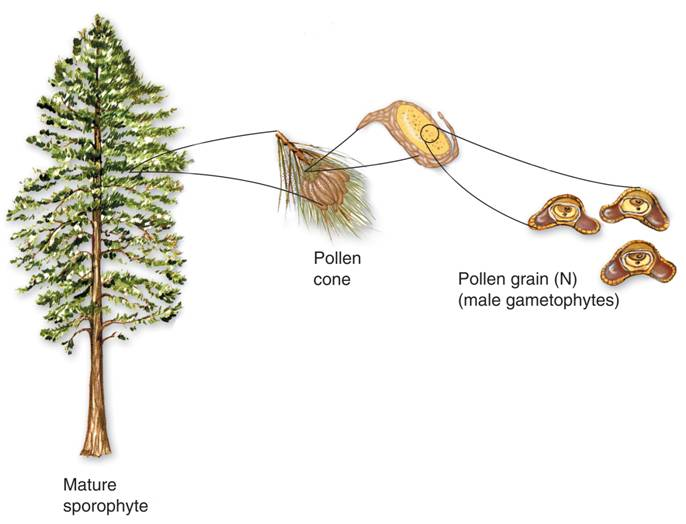 Pollen
cone
Pollen grain (N)
(male gametophytes)
Mature
sporophyte